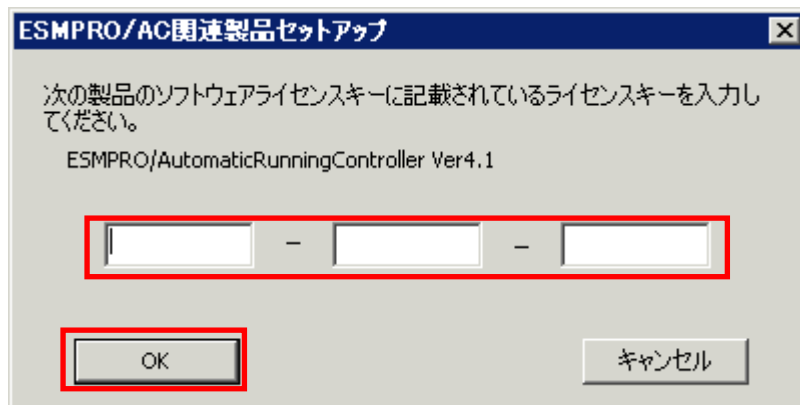 ESMPRO/AC関連製品セットアップ
次の製品のソフトウェアライセンスキーに記載されているライセンスキーを入力し
てください。
ESMPRO/AutomaticRunningController Ver4.1
– –
OK キャンセル